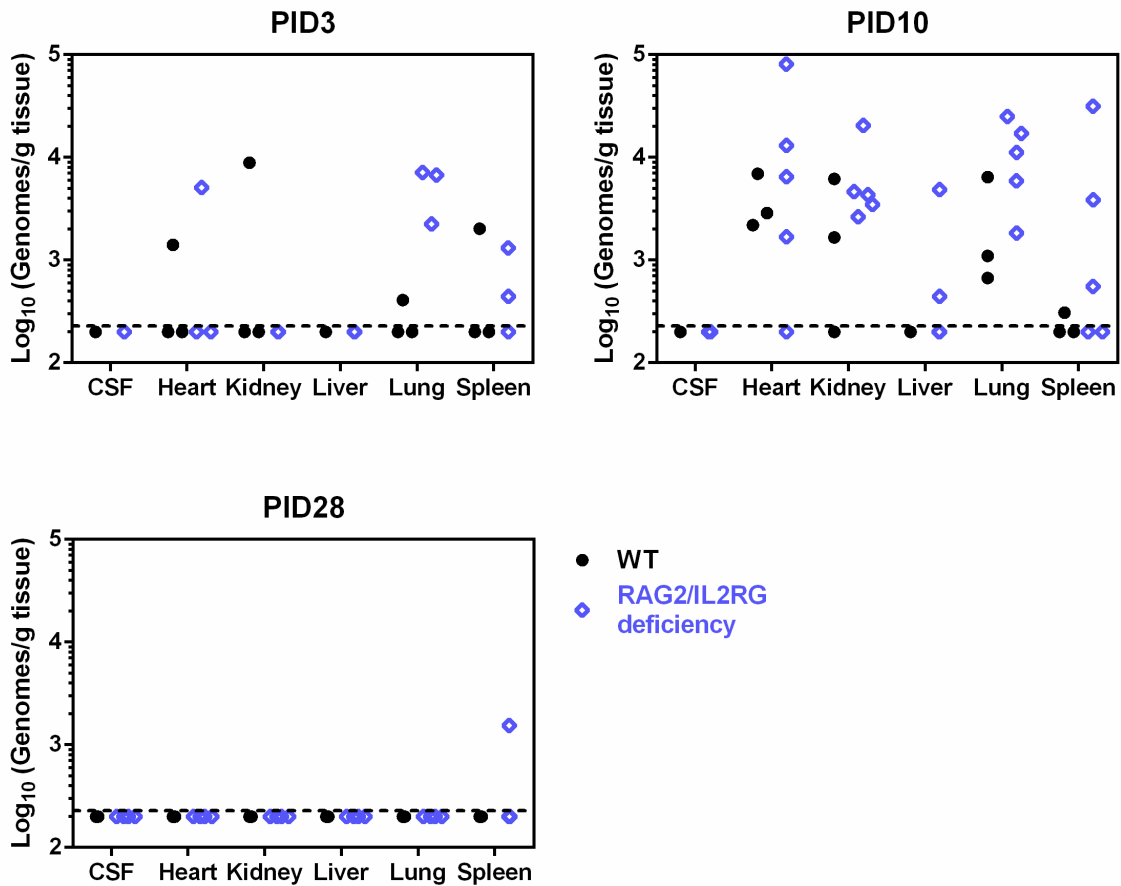 PID3
Log10 (Genomes/g tissue)
5
4
3
2
CSF Heart Kidney Liver Lung Spleen
PID10
Log10 (Genomes/g tissue)
5
4
3
2
CSF Heart Kidney Liver Lung Spleen
PID28
Log10 (Genomes/g tissue)
5
4
3
2
CSF Heart Kidney Liver Lung Spleen
WT
RAG2/IL2RG
deficiency